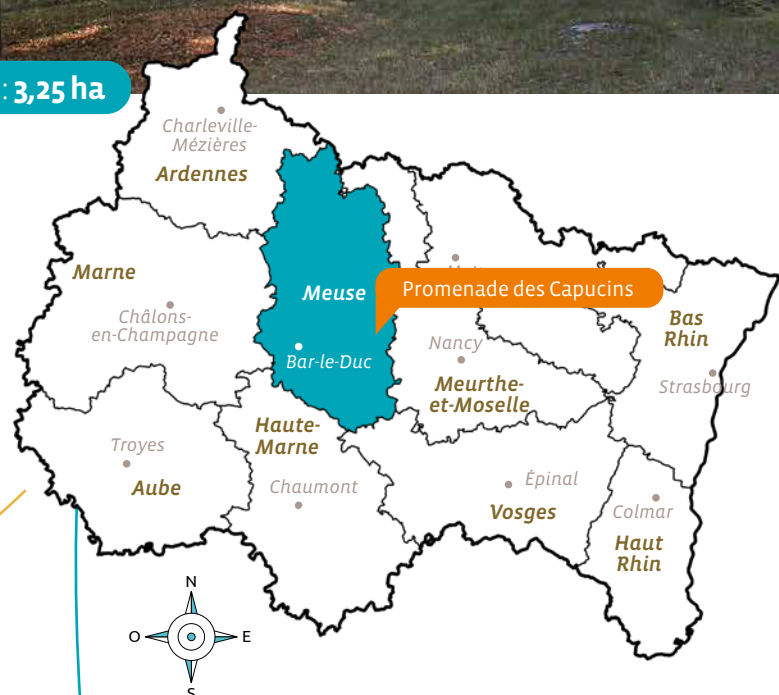 : 3,25 ha
Charleville-
Mézières
Ardennes
Marne
Châlons-
en-Champagne
Meuse
Promenade des Capucins
Bar-le-Duc
Nancy
Meurthe-
et-Moselle
Bas
Rhin
Strasbourg
Haute-
Marne
Troyes
Aube
Chaumont
Épinal
Vosges
Colmar
Haut
Rhin
N
O
E
S